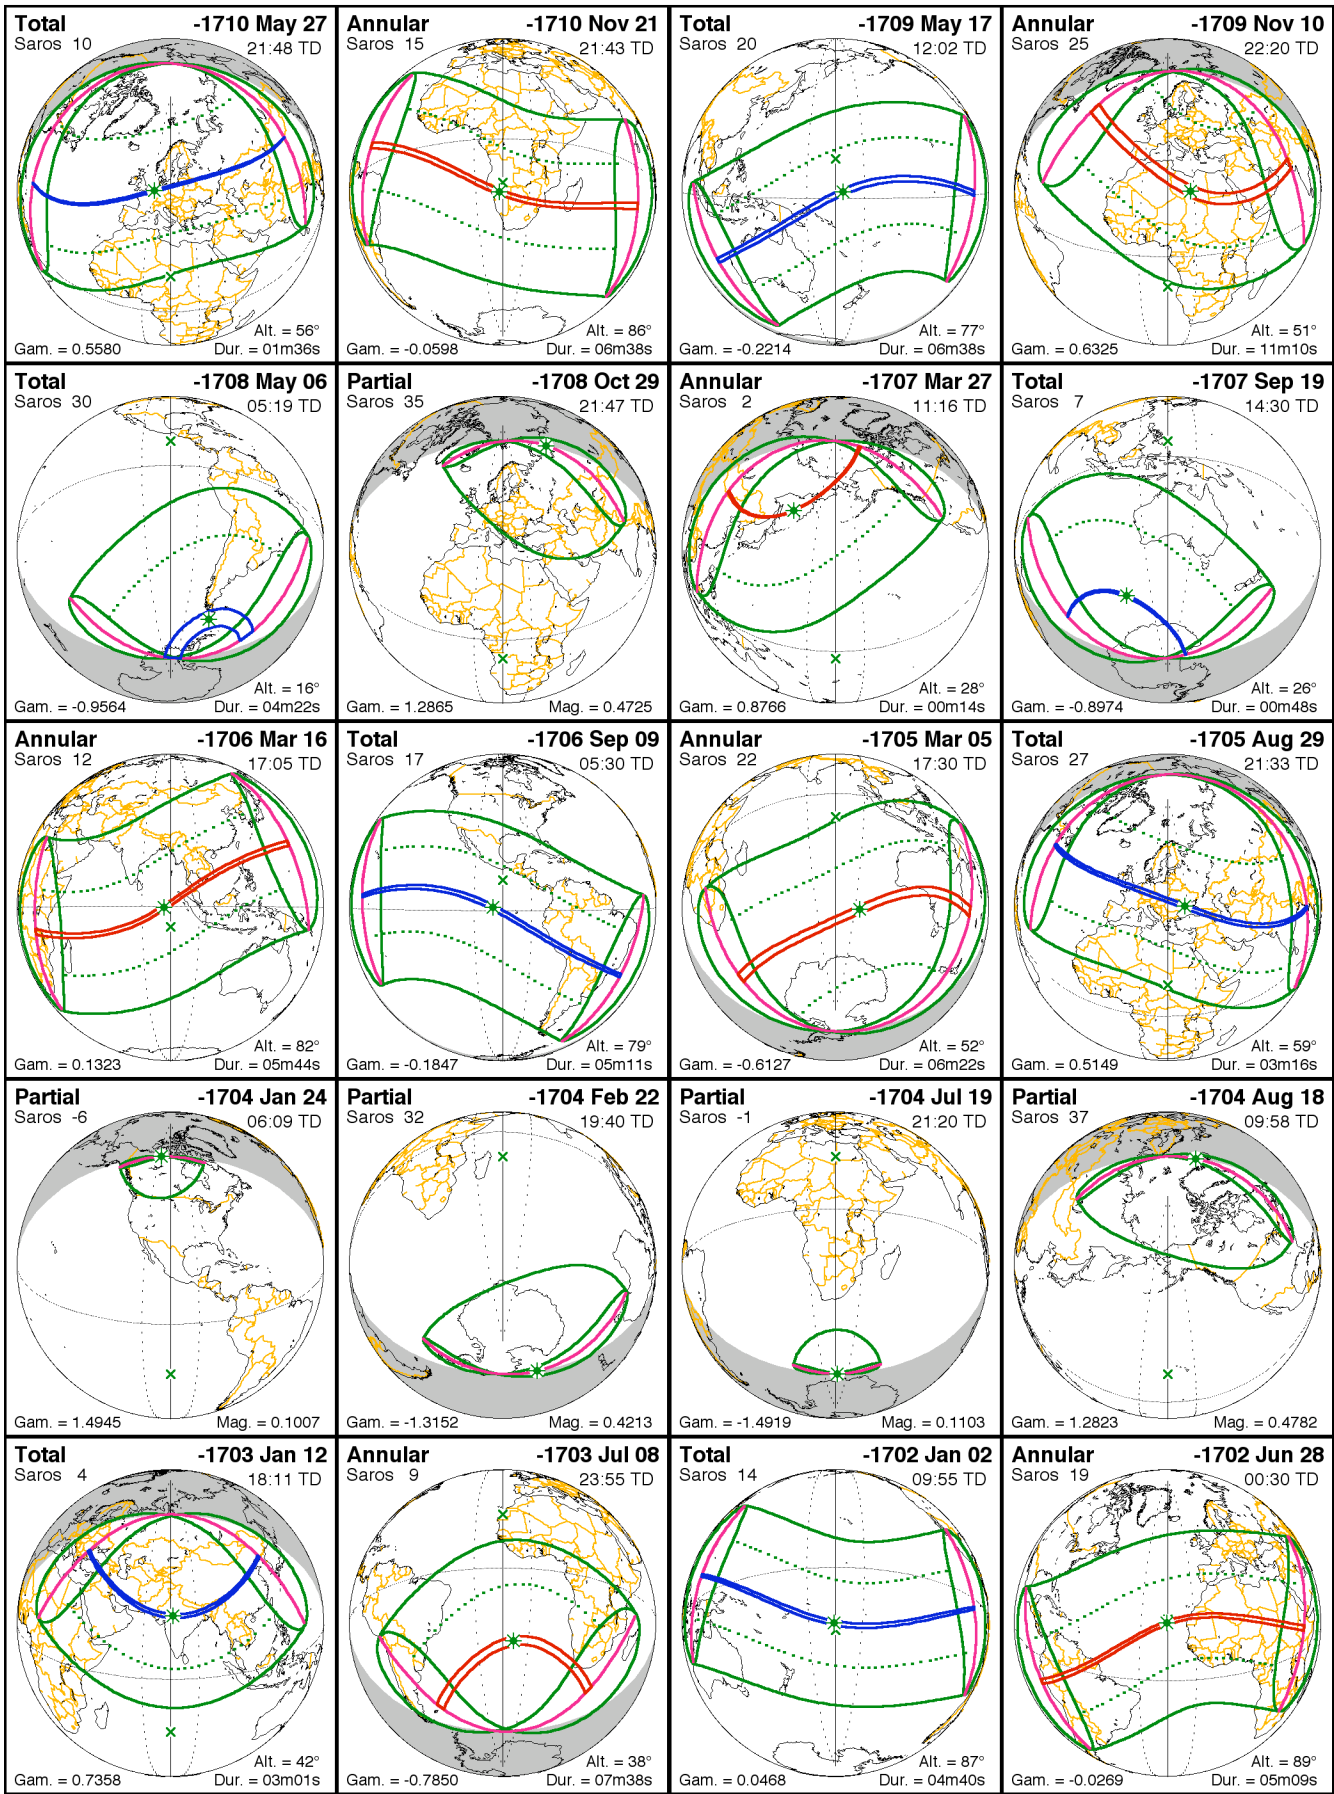 Total -1710 May 27
Saros 10 21:48 TD
Alt. = 56°
Gam. = 0.5580 Dur. = 01m36s
Annular -1710 Nov 21
Saros 15 21:43 TD
Alt. = 86°
Gam. = -0.0598 Dur. = 06m38s
Total -1709 May 17
Saros 20 12:02 TD
Alt. = 77°
Gam. = -0.2214 Dur. = 06m38s
Annular -1709 Nov 10
Saros 25 22:20 TD
Alt. = 51°
Gam. = 0.6325 Dur. = 11m10s
Total -1708 May 06
Saros 30 05:19 TD
Alt. = 16°
Gam. = -0.9564 Dur. = 04m22s
Partial -1708 Oct 29
Saros 35 21:47 TD
Gam. = 1.2865 Mag. = 0.4725
Annular -1707 Mar 27
Saros 2 11:16 TD
Alt. = 28°
Gam. = 0.8766 Dur. = 00m14s
Total -1707 Sep 19
Saros 7 14:30 TD
Alt. = 26°
Gam. = -0.8974 Dur. = 00m48s
Annular -1706 Mar 16
Saros 12 17:05 TD
Alt. = 82°
Gam. = 0.1323 Dur. = 05m44s
Total -1706 Sep 09
Saros 17 05:30 TD
Alt. = 79°
Gam. = -0.1847 Dur. = 05m11s
Annular -1705 Mar 05
Saros 22 17:30 TD
Alt. = 52°
Gam. = -0.6127 Dur. = 06m22s
Total -1705 Aug 29
Saros 27 21:33 TD
Alt. = 59°
Gam. = 0.5149 Dur. = 03m16s
Partial -1704 Jan 24
Saros -6 06:09 TD
Gam. = 1.4945 Mag. = 0.1007
Partial -1704 Feb 22
Saros 32 19:40 TD
Gam. = -1.3152 Mag. = 0.4213
Partial -1704 Jul 19
Saros -1 21:20 TD
Gam. = -1.4919 Mag. = 0.1103
Partial -1704 Aug 18
Saros 37 09:58 TD
Gam. = 1.2823 Mag. = 0.4782
Total -1703 Jan 12
Saros 4 18:11 TD
Alt. = 42°
Gam. = 0.7358 Dur. = 03m01s
Annular -1703 Jul 08
Saros 9 23:55 TD
Alt. = 38°
Gam. = -0.7850 Dur. = 07m38s
Total -1702 Jan 02
Saros 14 09:55 TD
Alt. = 87°
Gam. = 0.0468 Dur. = 04m40s
Annular -1702 Jun 28
Saros 19 00:30 TD
Alt. = 89°
Gam. = -0.0269 Dur. = 05m09s